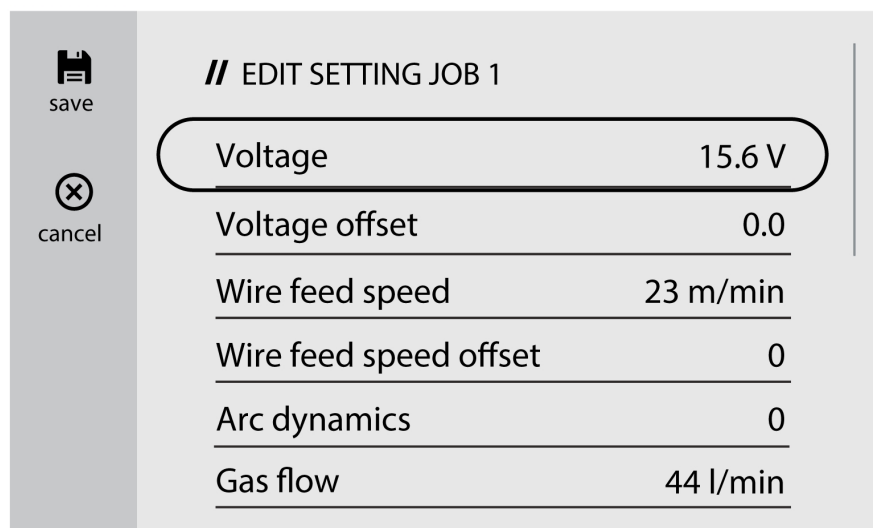 save
cancel
// EDIT SETTING JOB 1
Voltage 15.6 V
Voltage offset 0.0
Wire feed speed 23 m/min
Wire feed speed offset 0
Arc dynamics 0
Gas flow 44 l/min